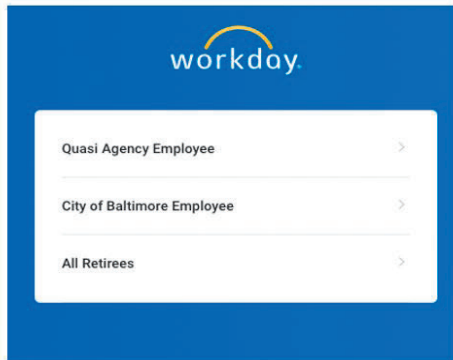 workday.
Quasi Agency Employee
City of Baltimore Employee
All Retirees